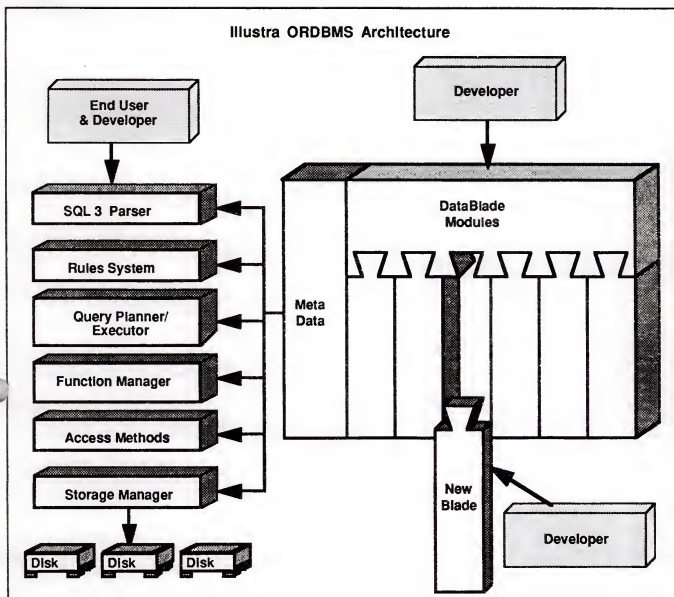 Illustra ORDBMS Architecture
End User
& Developer
Developer
SQL 3 Parser
Rules System
Query Planner/
Executor
Function Manager
Access Methods
Storage Manager
Disk
Disk
Disk
Meta
Data
DataBlade
Modules
New
Blade
Developer